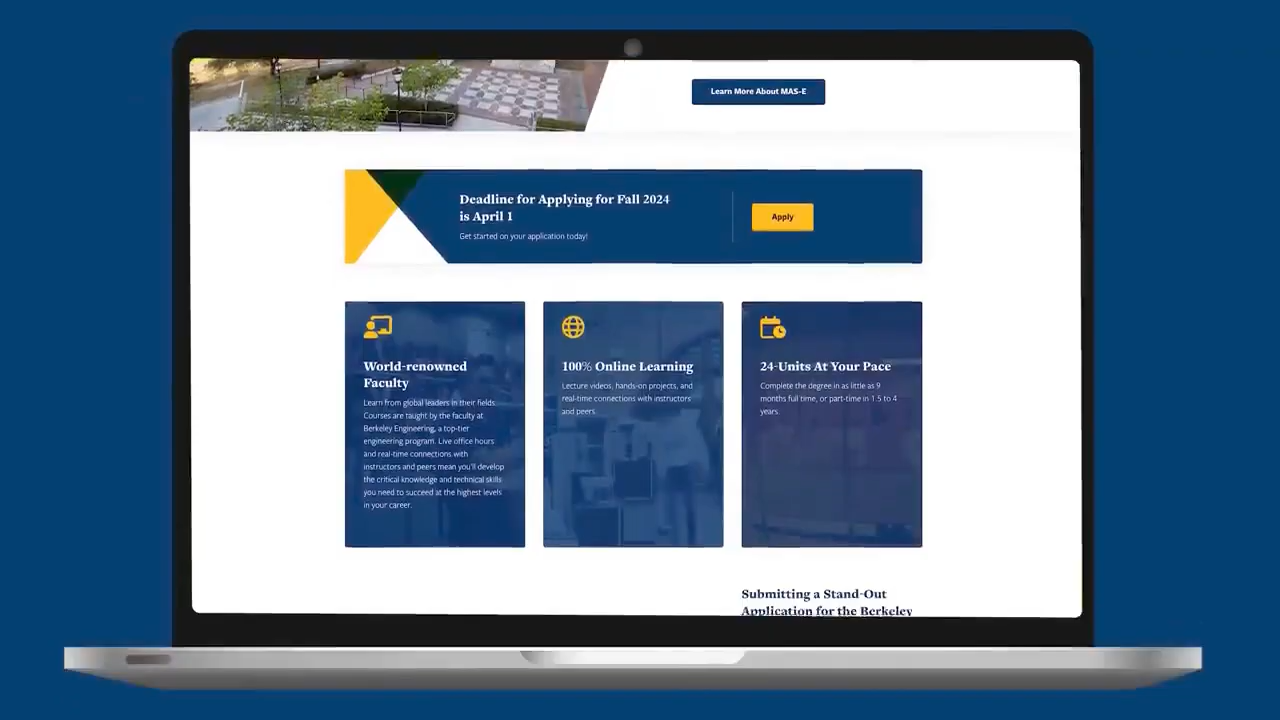 Learn More About MAS-E
Deadline for Applying for Fall 2024
is April 1
Get started on your application today!
Apply
World-renowned
Faculty
Learn from global leaders in their fields.
Courses are taught by the faculty at
Berkeley Engineering, a top-tier
engineering program. Live office hours
and real-time connections with
instructors and peers mean you'll develop
the critical knowledge and technical skills
you need to succeed at the highest levels
in your career.
100% Online Learning
Lecture videos, hands-on projects, and
real-time connections with instructors
and peers.
24-Units At Your Pace
Complete the degree in as little as 9
months full time, or part-time in 1.5 to 4
years.
Submitting a Stand-Out
Application for the Berkeley